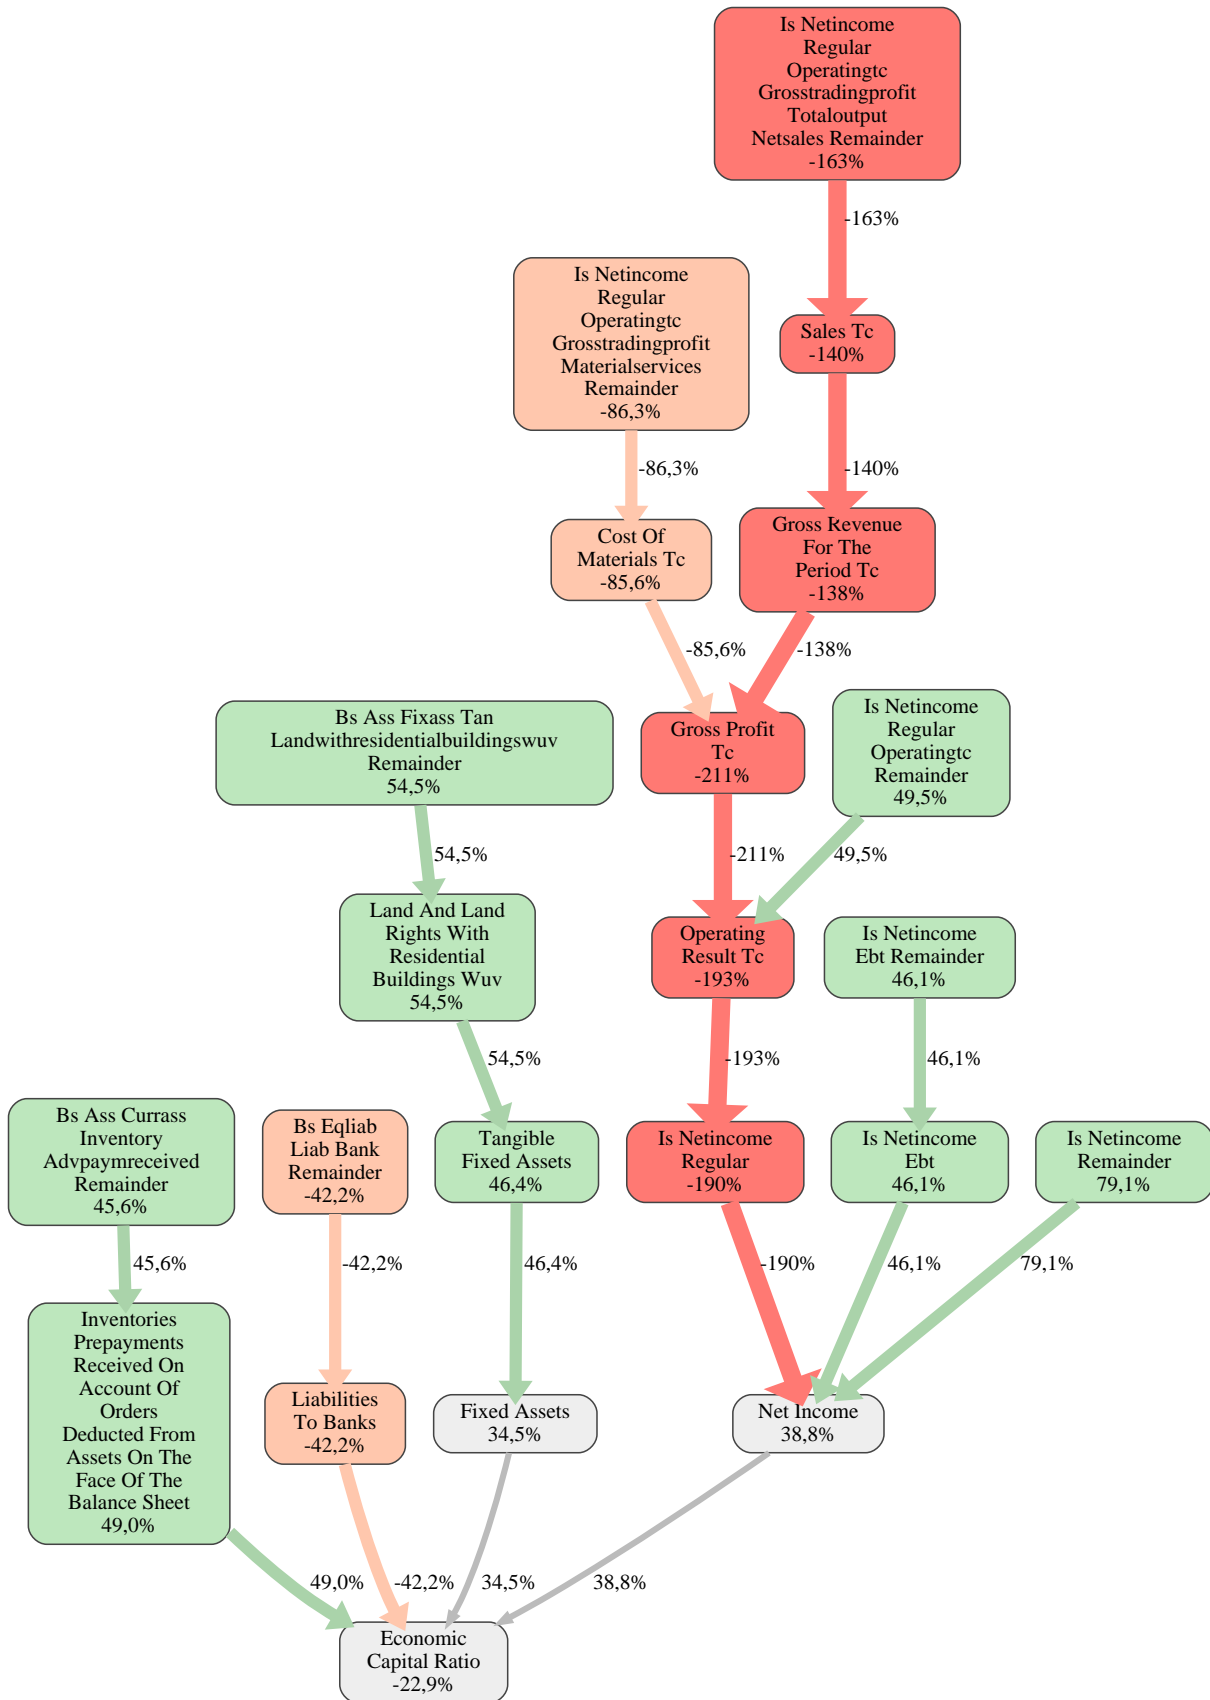 Is Netincome
Regular
Operatingtc
Grosstradingprofit
Totaloutput
Netsales Remainder
-163%
-163%
Is Netincome
Regular
Operatingtc
Grosstradingprofit
Materialservices
Remainder
-86,3%
Sales Tc
-140%
-86,3%
-140%
Cost Of
Materials Tc
-85,6%
Gross Revenue
For The
Period Tc
-138%
-85,6%
-138%
Bs Ass Fixass Tan
Landwithresidentialbuildingswuv
Remainder
54,5%
Gross Profit
Tc
-211%
Is Netincome
Regular
Operatingtc
Remainder
49,5%
54,5%
-211%
49,5%
Land And Land
Rights With
Residential
Buildings Wuv
54,5%
Operating
Result Tc
-193%
Is Netincome
Ebt Remainder
46,1%
54,5%
-193%
46,1%
Bs Ass Currass
Inventory
Advpaymreceived
Remainder
45,6%
Bs Eqliab
Liab Bank
Remainder
-42,2%
Tangible
Fixed Assets
46,4%
Is Netincome
Regular
-190%
Is Netincome
Ebt
46,1%
Is Netincome
Remainder
79,1%
45,6%
-42,2%
46,4%
-190%
46,1%
79,1%
Inventories
Prepayments
Received On
Account Of
Orders
Deducted From
Assets On The
Face Of The
Balance Sheet
49,0%
Liabilities
To Banks
-42,2%
Fixed Assets
34,5%
Net Income
38,8%
49,0%
-42,2%
34,5%
38,8%
Economic
Capital Ratio
-22,9%